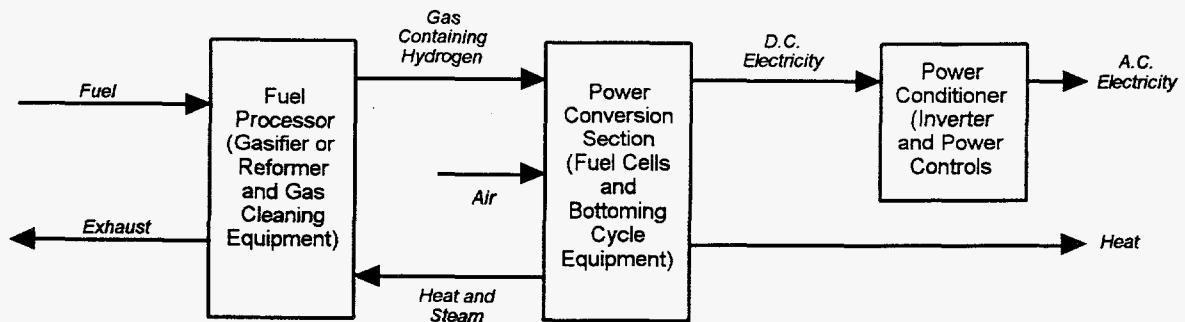 Gas
Containing
Hydrogen
D.C.
Electricity
A.C.
Electricity
Fuel
Fuel
Processor
(Gasifier or
Reformer
and Gas
Cleaning
Equipment)
Power
Conversion
Section
(Fuel Cells
and
Bottoming
Cycle
Equipment)
Power
Conditioner
(Inverter
and Power
Controls
Air
Exhaust
Heat
Heat and
Steam